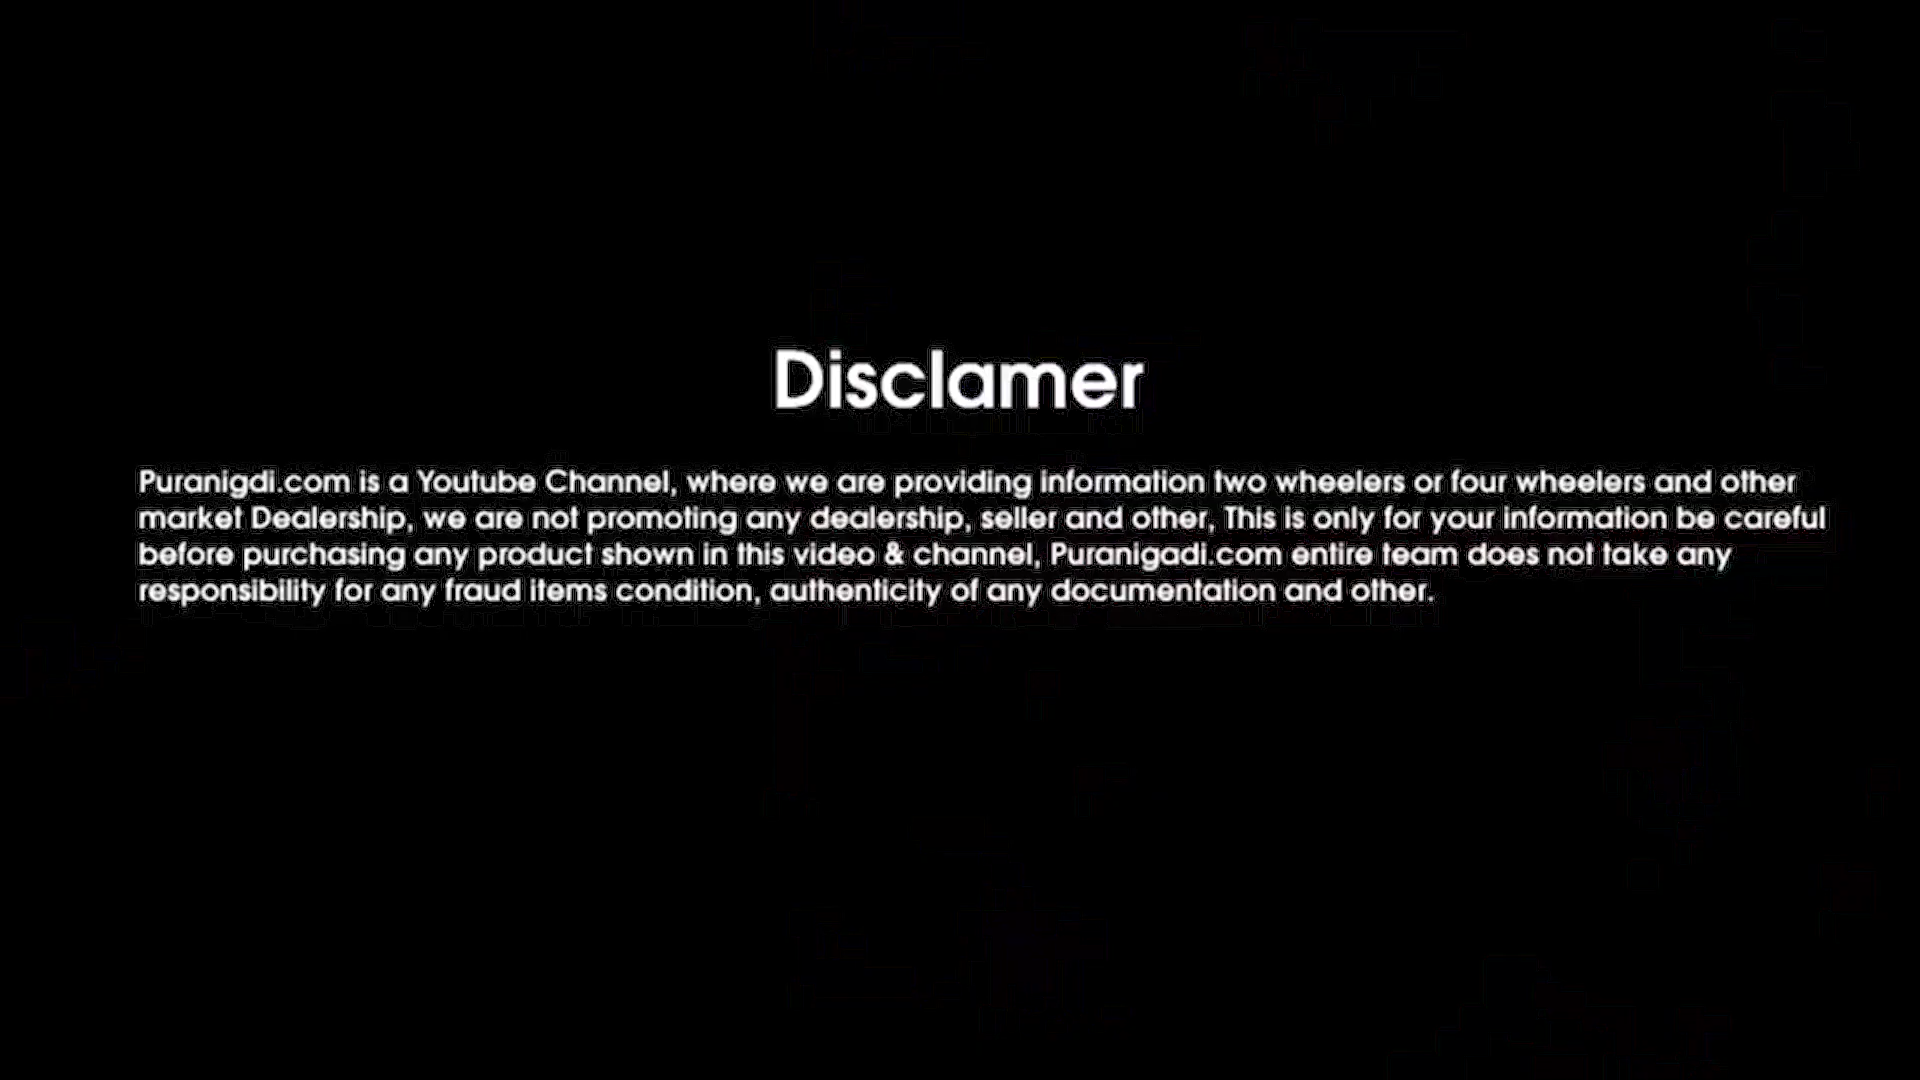 Disclamer
Puranigdi.com is a Youtube Channel, where we are providing information two wheelers or four wheelers and other
market Dealership, we are not promoting any dealership, seller and other, This is only for your information be careful
before purchasing any product shown in this video & channel, Puranigadi.com entire team does not take any
responsibility for any fraud items condition, authenticity of any documentation and other.